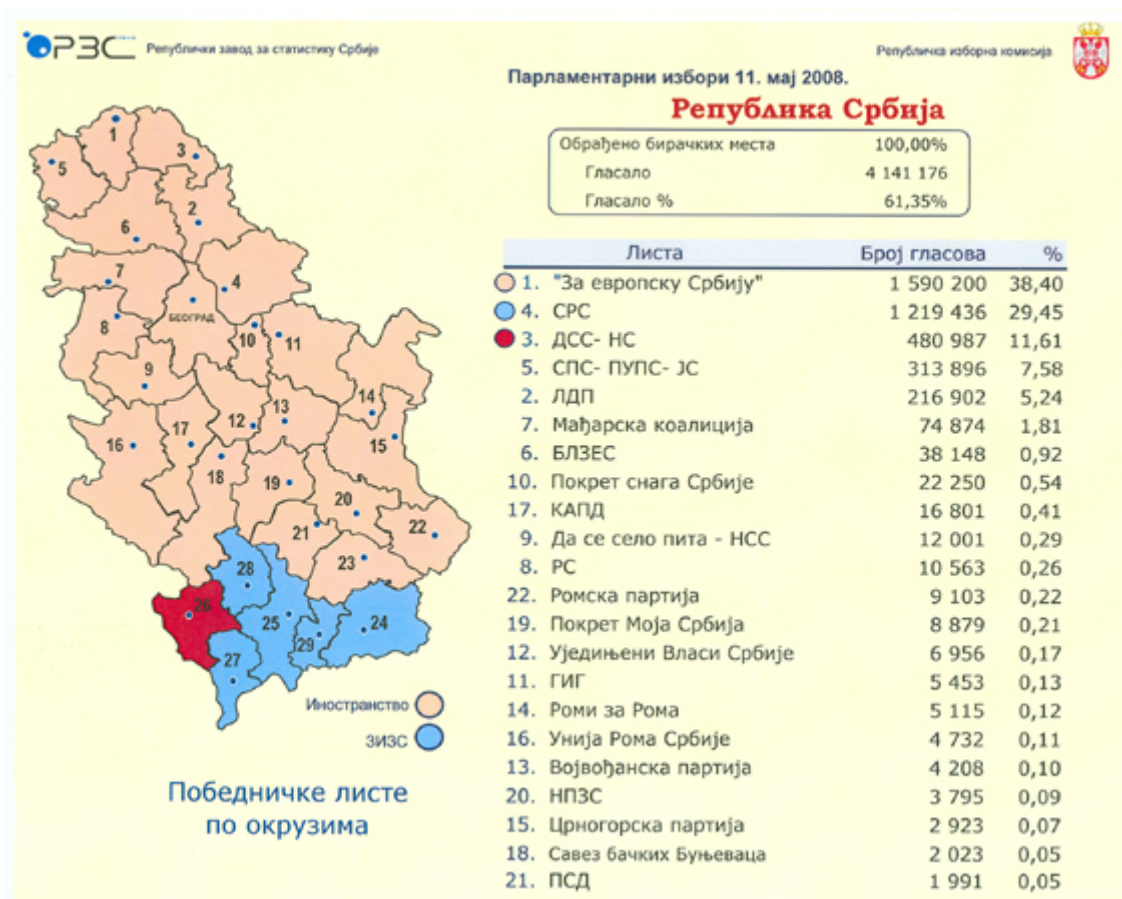 РЗС Републички завод за статистику Србије
Републичка изборна комисија
Парламентарни избори 11. мај 2008.
Република Србија
Обрађено бирачких места 100,00%
Гласало 4 141 176
Гласало % 61,35%
Листа Број гласова %
1. "За европску Србију" 1 590 200 38,40
4. СРС 1 219 436 29,45
3. ДСС- НС 480 987 11,61
5. СПС- ПУПС- ЈС 313 896 7,58
2. ЛДП 216 902 5,24
7. Мађарска коалиција 74 874 1,81
6. БЛЗЕС 38 148 0,92
10. Покрет снага Србије 22 250 0,54
17. КАПД 16 801 0,41
9. Да се село пита - НСС 12 001 0,29
8. РС 10 563 0,26
22. Ромска партија 9 103 0,22
19. Покрет Моја Србија 8 879 0,21
12. Уједињени Власи Србије 6 956 0,17
11. ГИГ 5 453 0,13
14. Роми за Рома 5 115 0,12
16. Унија Рома Србије 4 732 0,11
13. Војвођанска партија 4 208 0,10
20. НПЗС 3 795 0,09
15. Црногорска партија 2 923 0,07
18. Савез бачких Буњеваца 2 023 0,05
21. ПСД 1 991 0,05
1
3
5
2
6
7
4
БЕОГРАД
8
10
11
9
14
13
12
17
16
15
18
19
20
21
22
23
28
26
25
24
29
27
Иностранство
ЗИЗС
Победничке листе
по окрузима